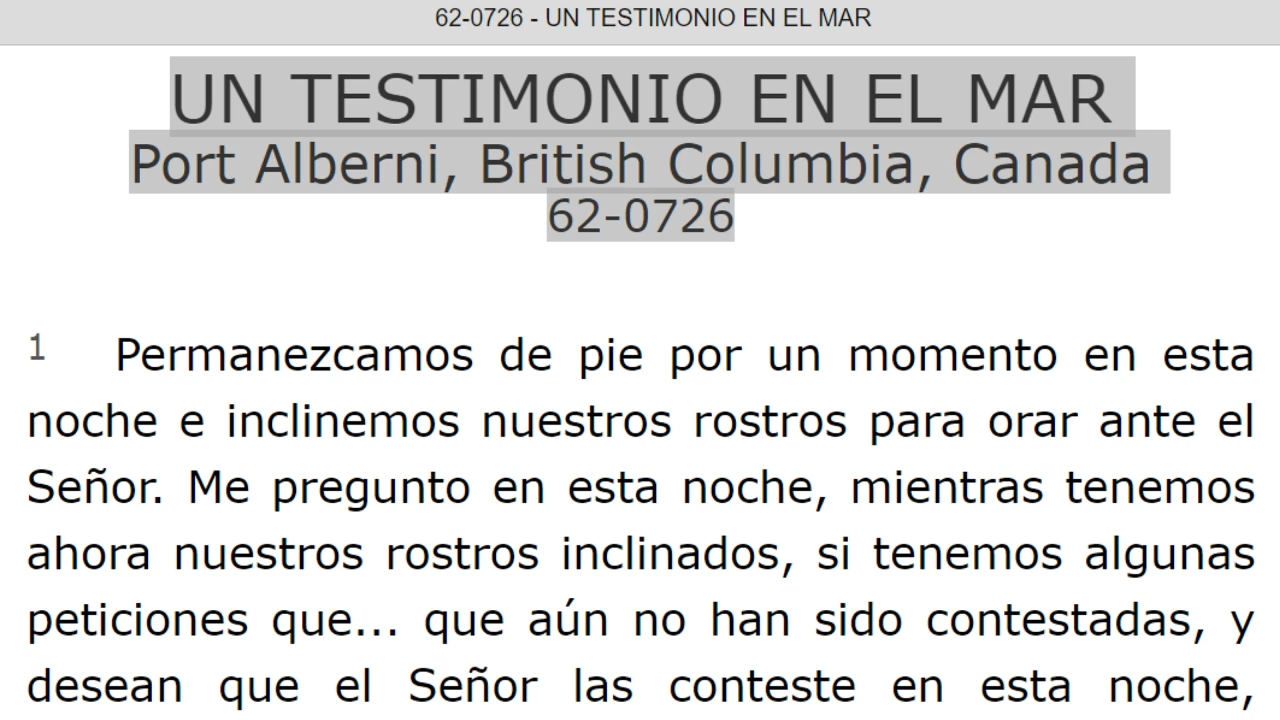 62-0726 - UN TESTIMONIO EN EL MAR
UN TESTIMONIO EN EL MAR
Port Alberni, British Columbia, Canada
62-0726
1 Permanezcamos de pie por un momento en esta
noche e inclinemos nuestros rostros para orar ante el
Señor. Me pregunto en esta noche, mientras tenemos
ahora nuestros rostros inclinados, si tenemos algunas
peticiones que... que aún no han sido contestadas, y
desean que el Señor las conteste en esta noche,